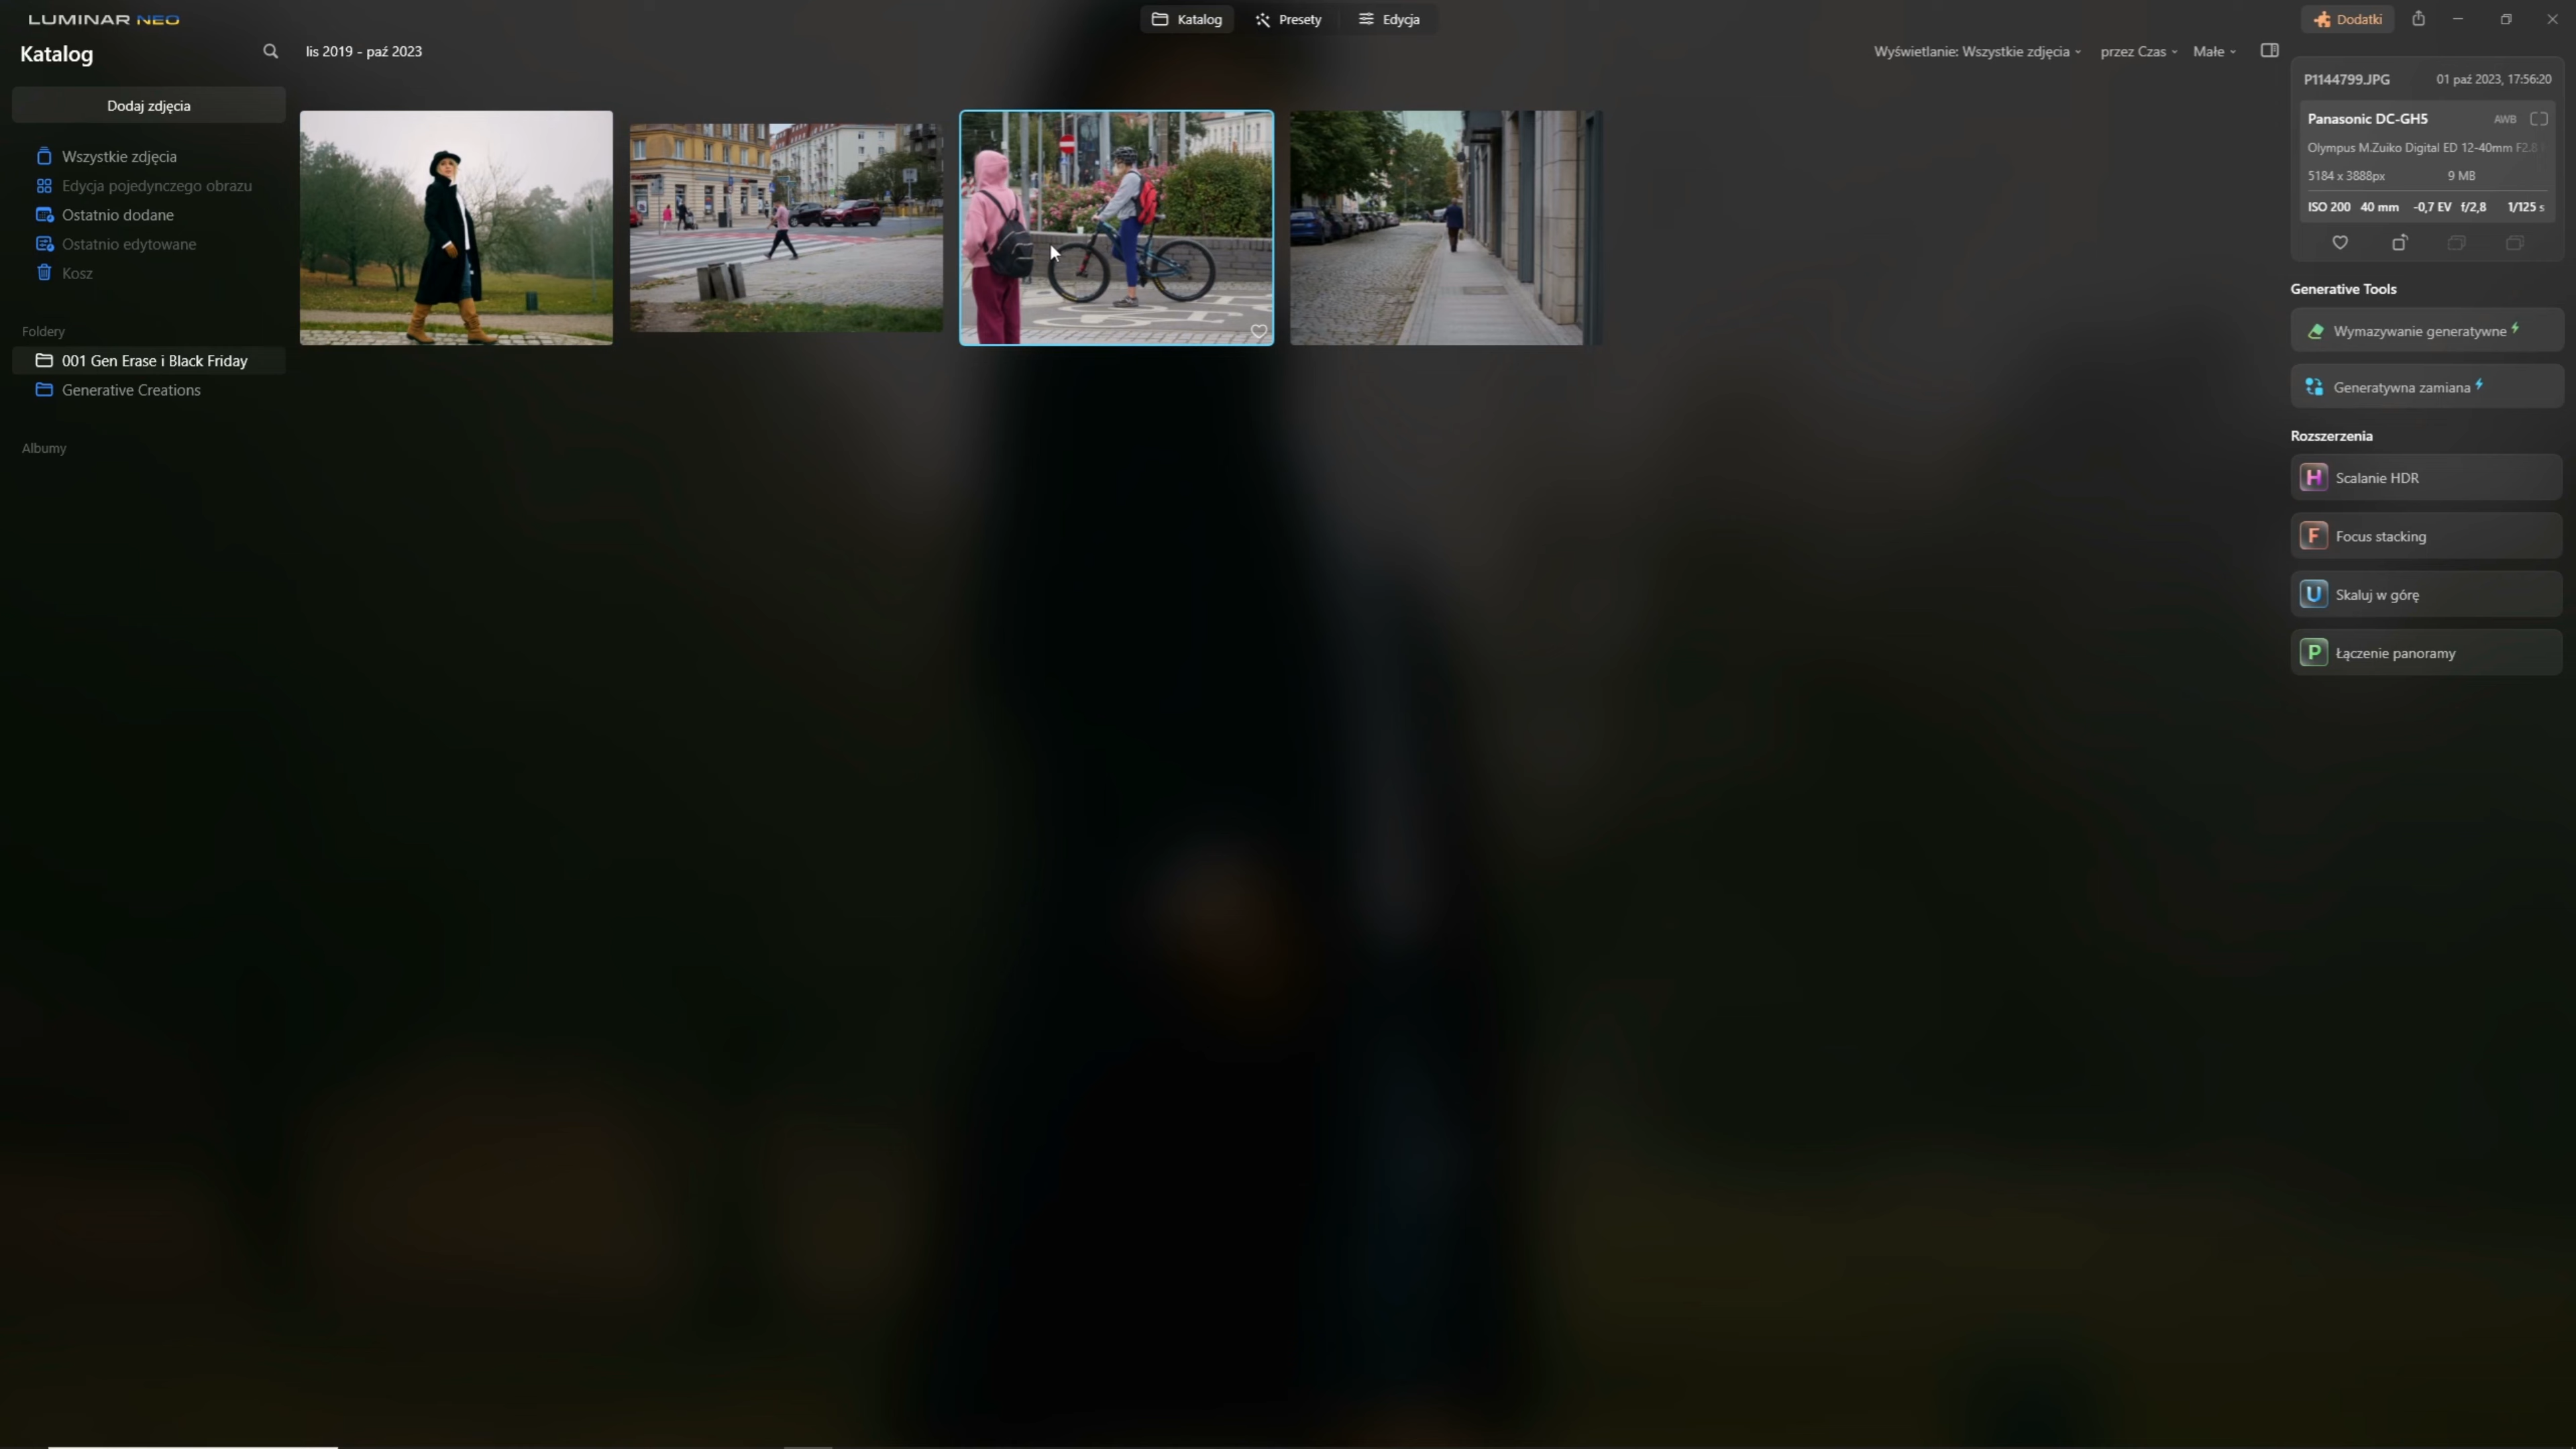 LUMINAR NEO
Katalog
Presety
Edycja
Dodatki
Katalog
lis 2019 - paź 2023
Wyświetlanie: Wszystkie zdjęcia
przez Czas
Małe
Dodaj zdjęcia
Wszystkie zdjęcia
Edycja pojedynczego obrazu
Ostatnio dodane
Ostatnio edytowane
Kosz
Foldery
001 Gen Erase i Black Friday
Generative Creations
Albumy
P1144799.JPG 01 paź 2023, 17:56:20
Panasonic DC-GH5 AWB
Olympus M.Zuiko Digital ED 12-40mm F2.8
5184 x 3888px 9 MB
ISO 200 40 mm -0,7 EV f/2,8 1/125 s
Generative Tools
Wymazywanie generatywne
Generatywna zamiana
Rozszerzenia
H Scalanie HDR
F Focus stacking
U Skaluj w górę
P Łączenie panoramy